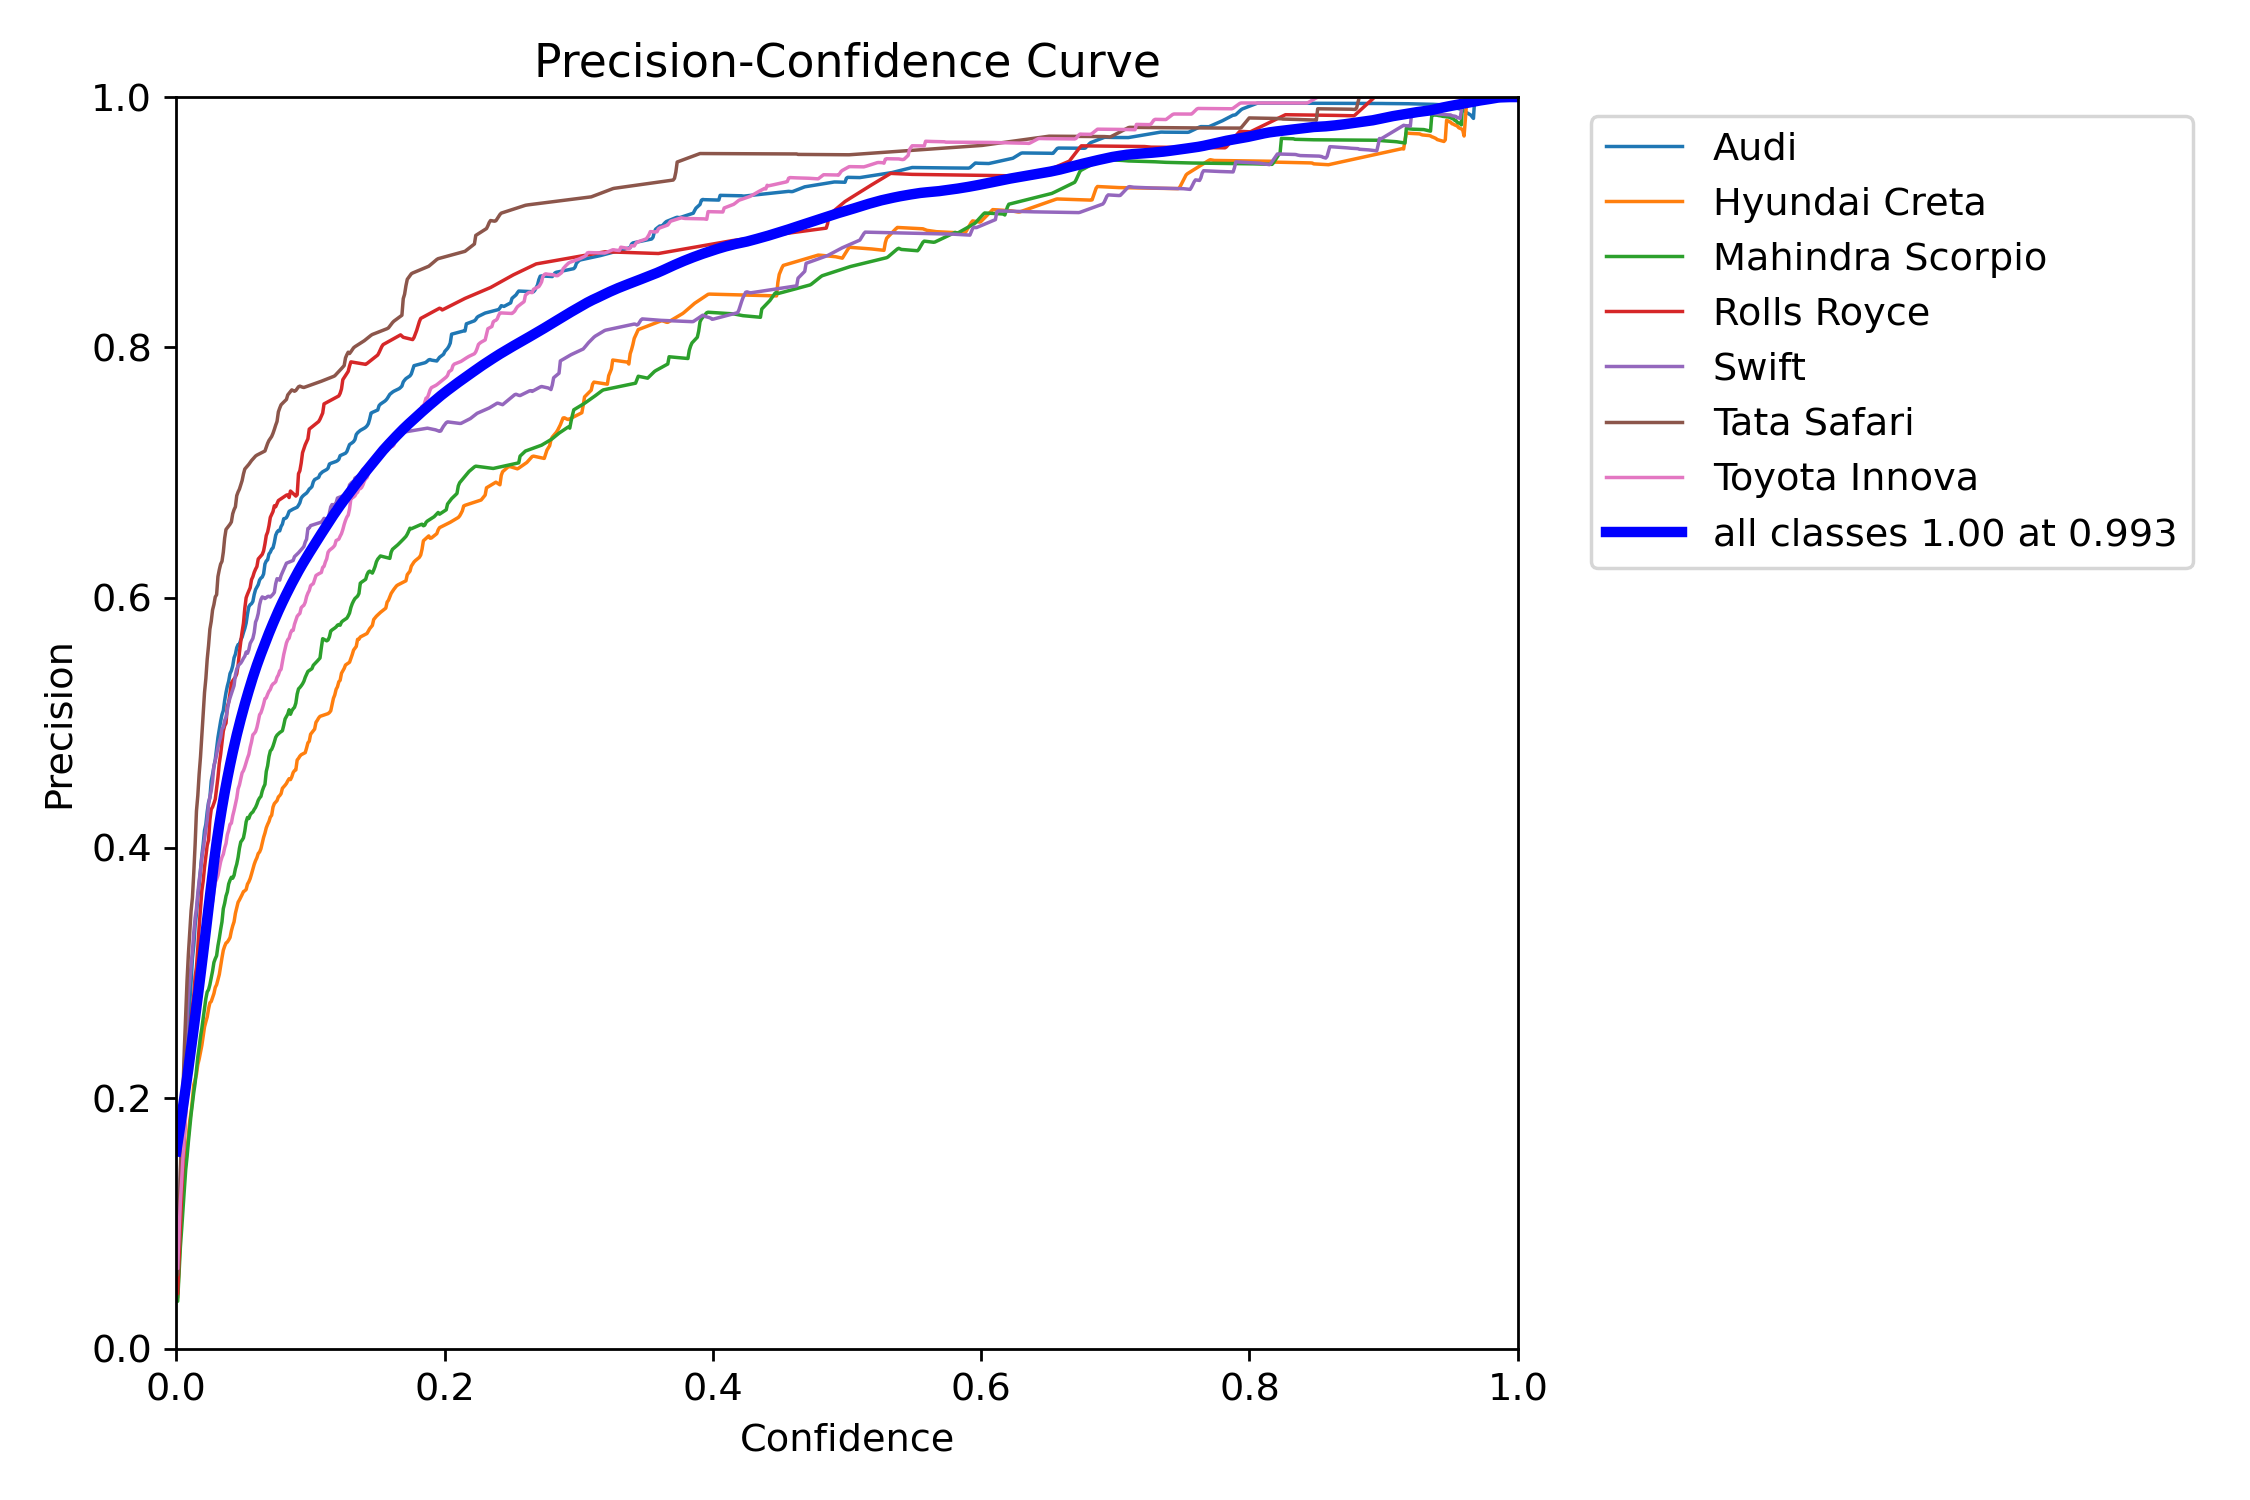 Precision-Confidence Curve
1.0
0.8
0.6
0.4
0.2
0.0
Precision
0.0 0.2 0.4 0.6 0.8 1.0
Confidence
Audi
Hyundai Creta
Mahindra Scorpio
Rolls Royce
Swift
Tata Safari
Toyota Innova
all classes 1.00 at 0.993